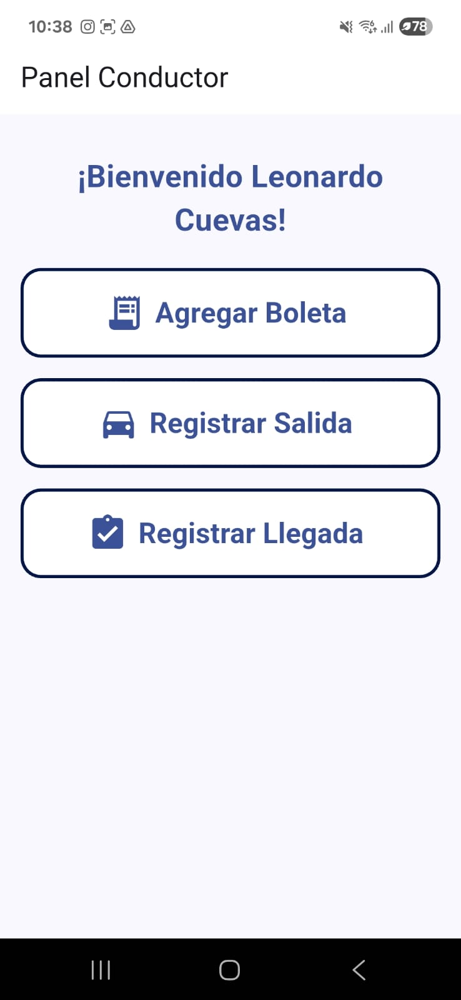 10:38
78
Panel Conductor
¡Bienvenido Leonardo
Cuevas!
Agregar Boleta
Registrar Salida
Registrar Llegada